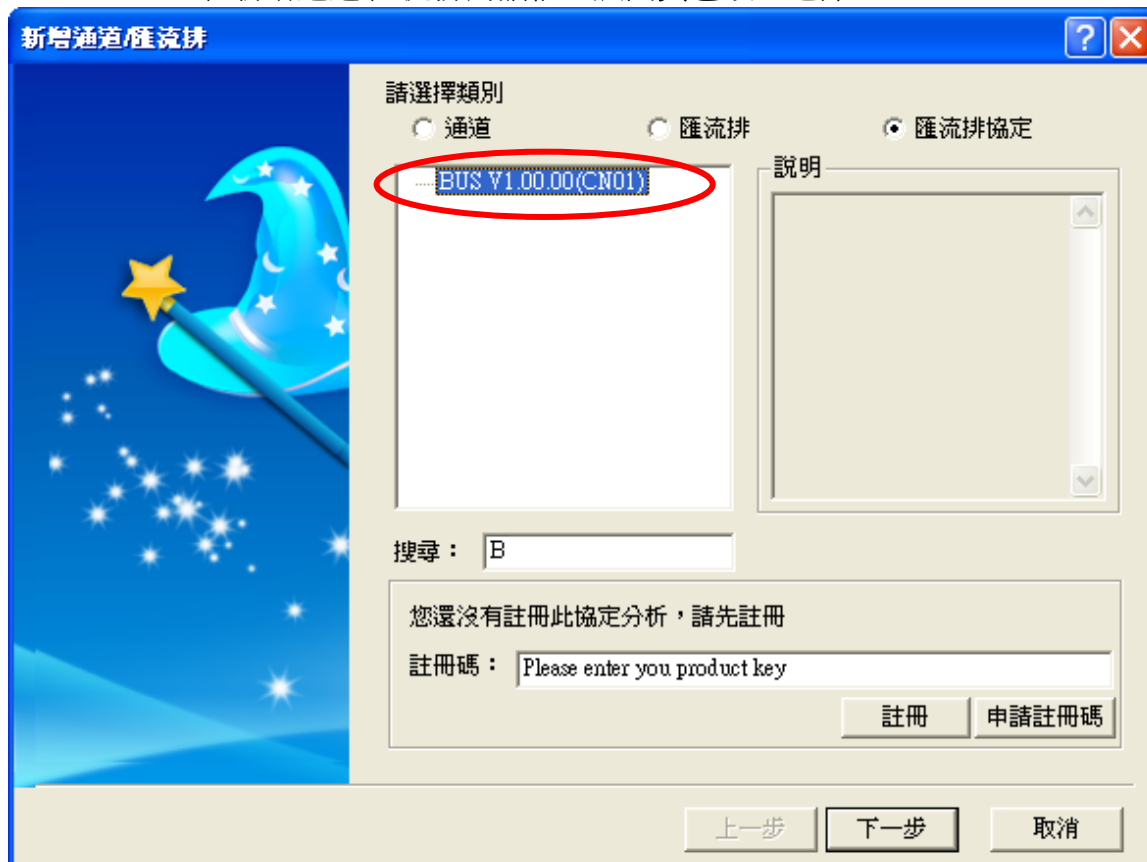 新增通道/匯流排
請選擇類別
通道 匯流排 匯流排協定
BUS V1.00.00(CN01)
說明
搜尋： B
您還沒有註冊此協定分析，請先註冊
註冊碼： Please enter you product key
註冊 申請註冊碼
上一步 下一步 取消